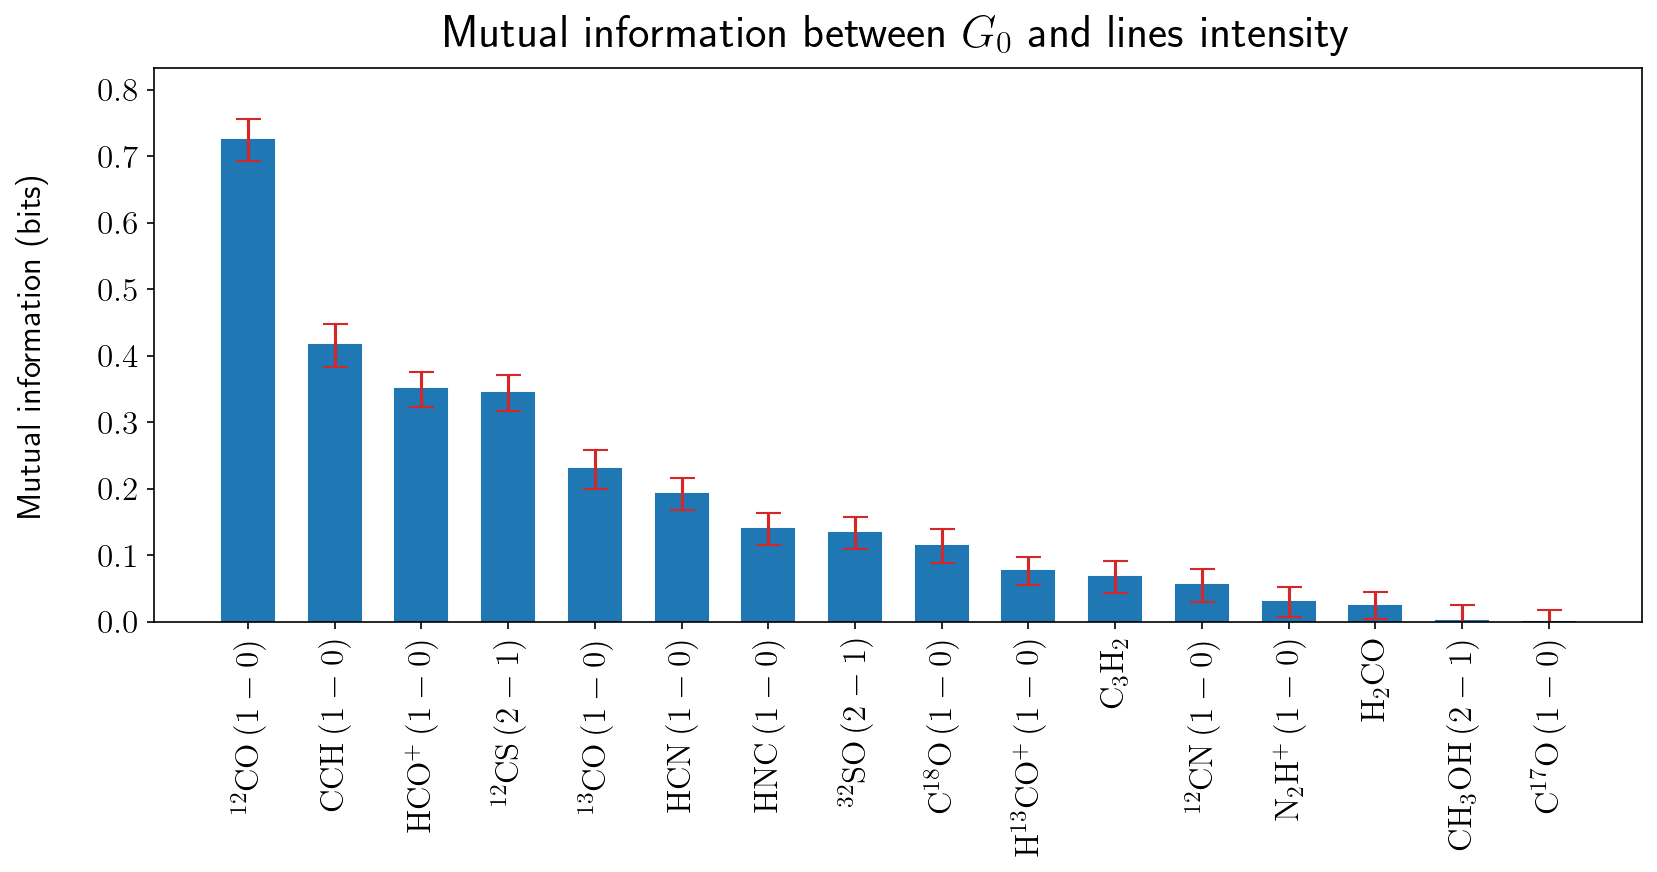 Mutual information between G₀ and lines intensity
Mutual information (bits)
0.8
0.7
0.6
0.5
0.4
0.3
0.2
0.1
0.0
¹²CO (1 − 0)
CCH (1 − 0)
HCO⁺ (1 − 0)
¹²CS (2 − 1)
¹³CO (1 − 0)
HCN (1 − 0)
HNC (1 − 0)
³²SO (2 − 1)
C¹⁸O (1 − 0)
H¹³CO⁺ (1 − 0)
C₃H₂
¹²CN (1 − 0)
N₂H⁺ (1 − 0)
H₂CO
CH₃OH (2 − 1)
C¹⁷O (1 − 0)